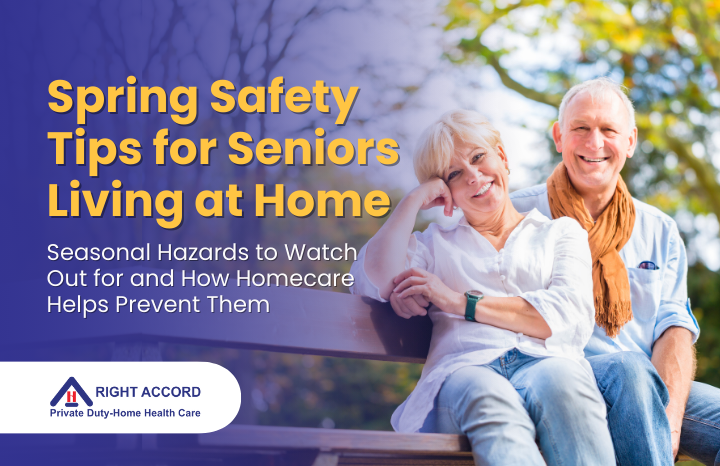 Spring Safety
Tips for Seniors
Living at Home
Seasonal Hazards to Watch
Out for and How Homecare
Helps Prevent Them
H
RIGHT ACCORD
Private Duty-Home Health Care